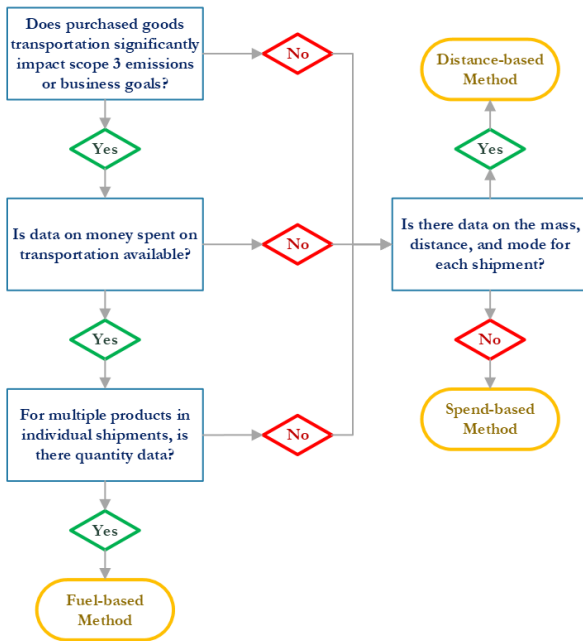 Does purchased goods
transportation significantly
impact scope 3 emissions
or business goals?
No
Distance-based
Method
Yes
Yes
Is data on money spent on
transportation available?
No
Is there data on the mass,
distance, and mode for
each shipment?
Yes
No
For multiple products in
individual shipments, is
there quantity data?
No
Spend-based
Method
Yes
Fuel-based
Method